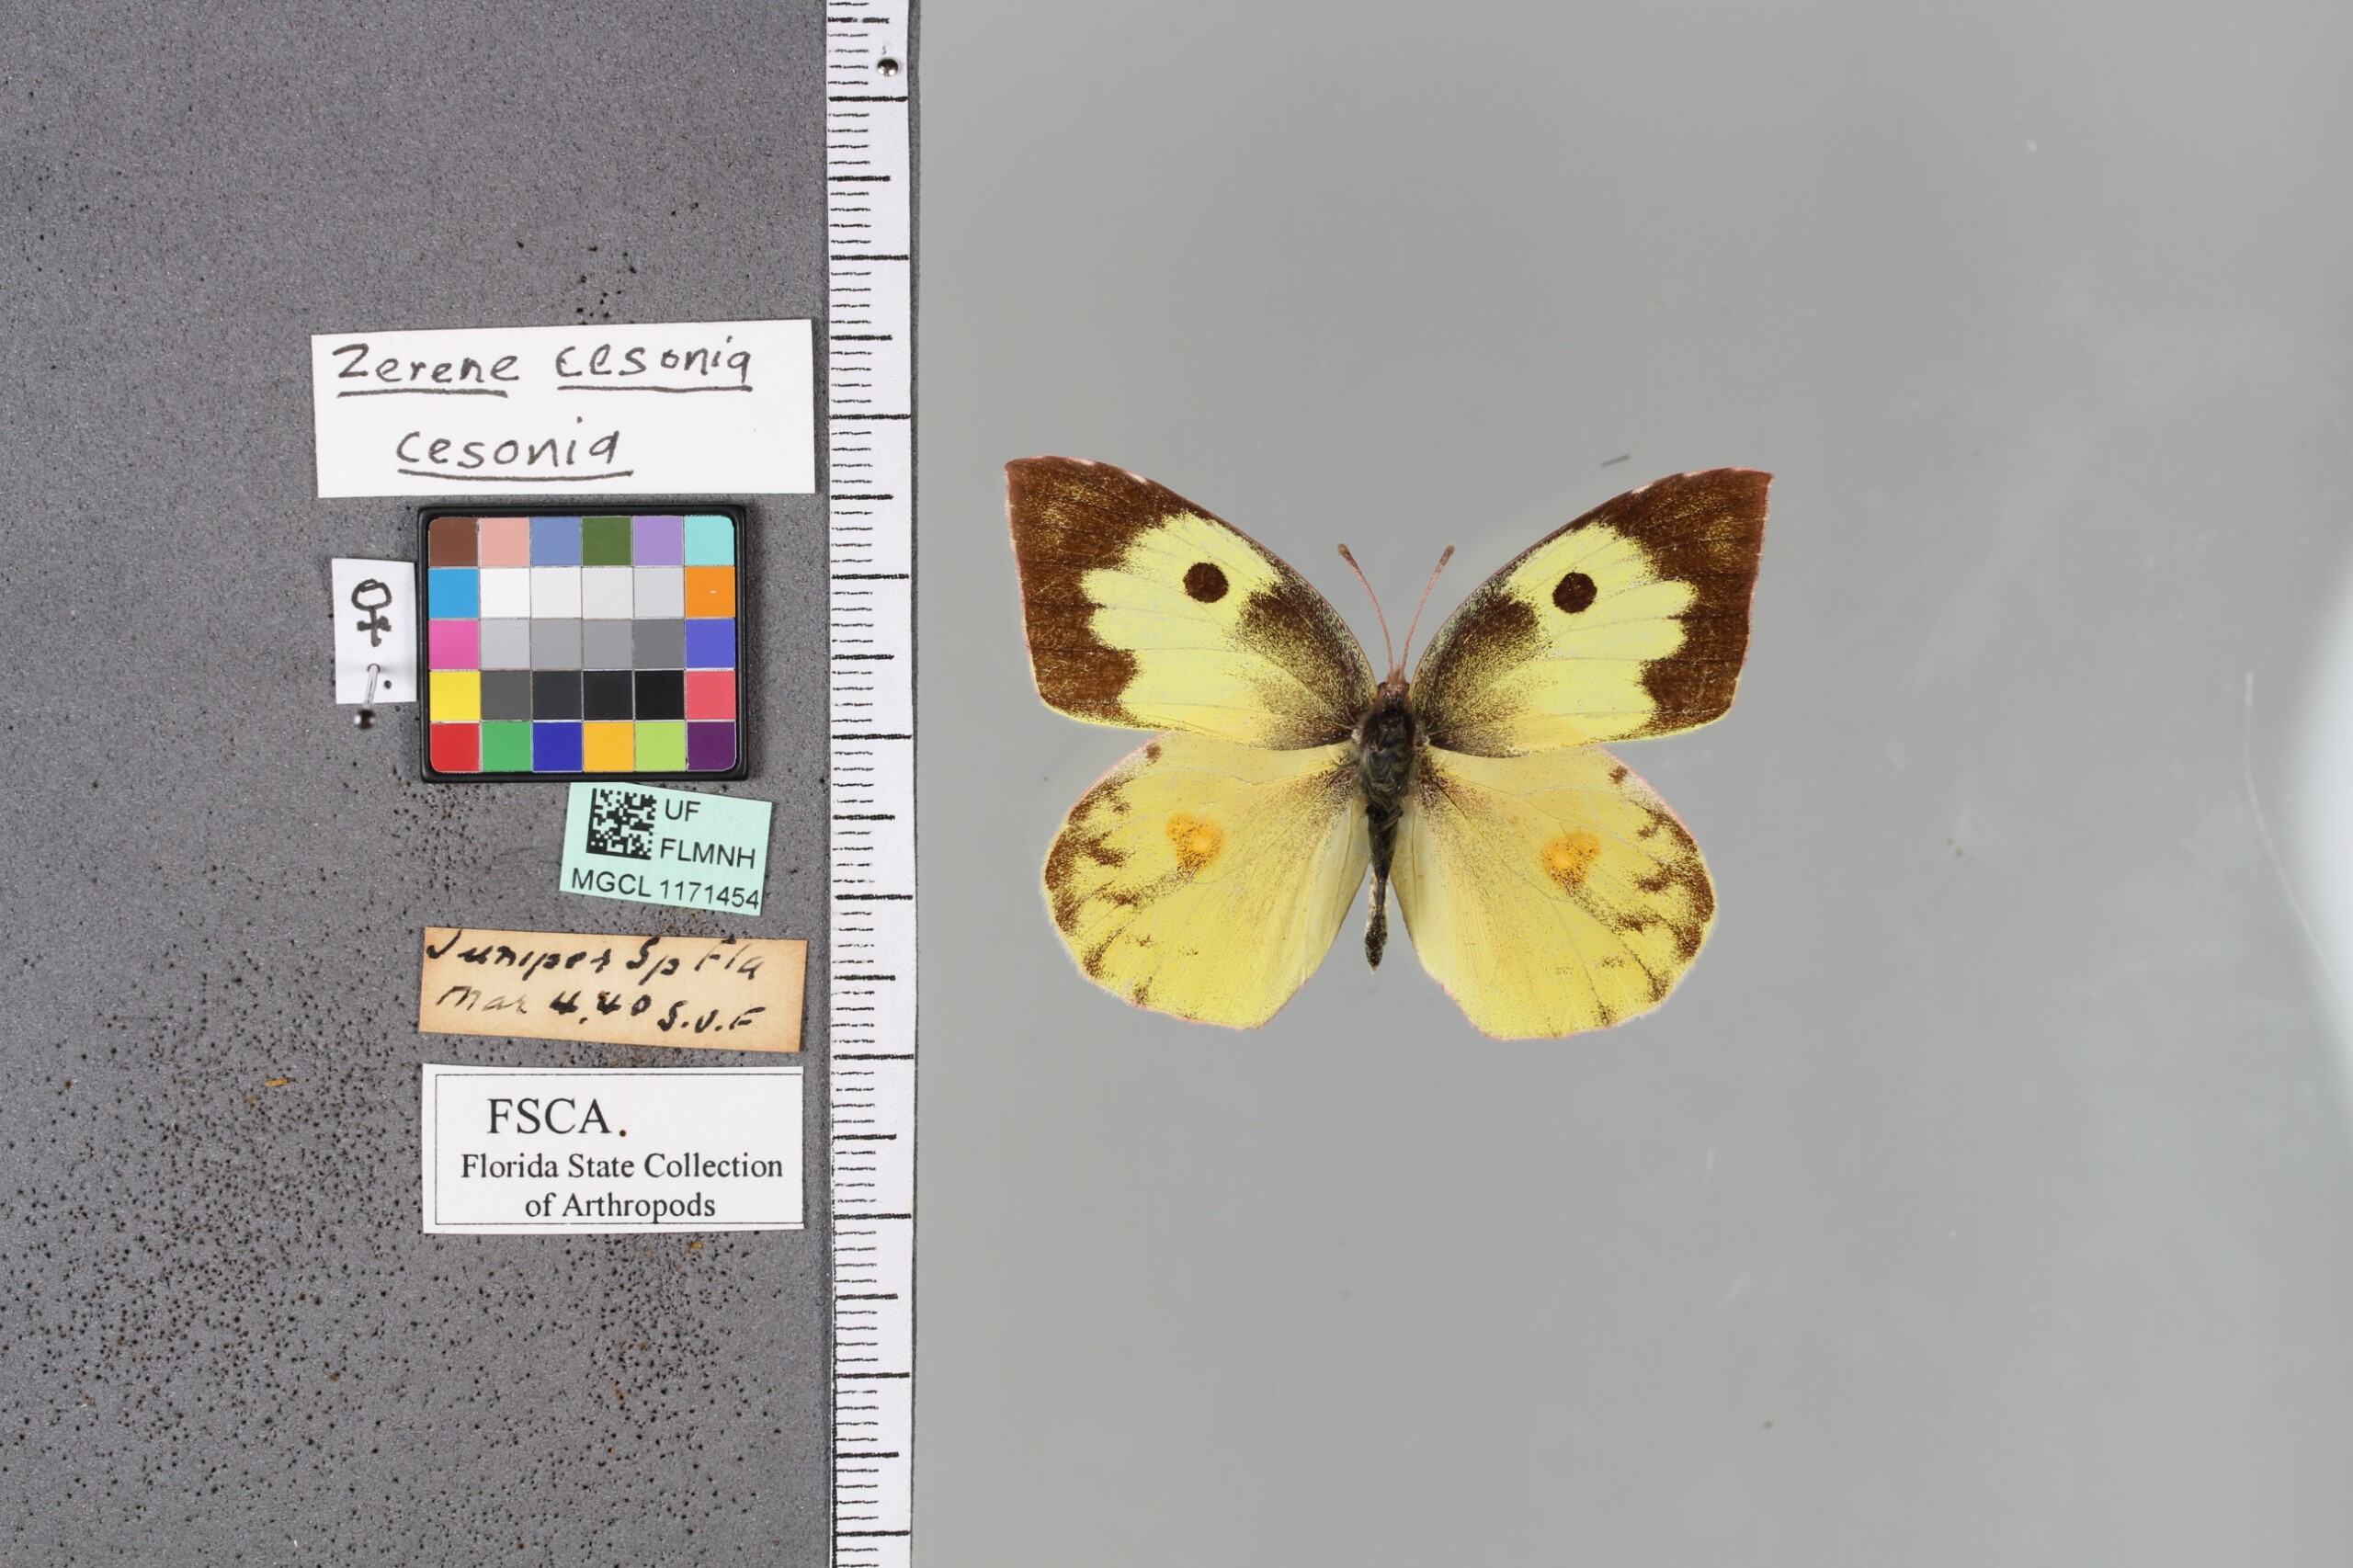 Zerene cesonia
cesonia
♀
UF
FLMNH
MGCL 1171454
Juniper Sp Fla
Mar 4.40 S.V.F
FSCA.
Florida State Collection
of Arthropods